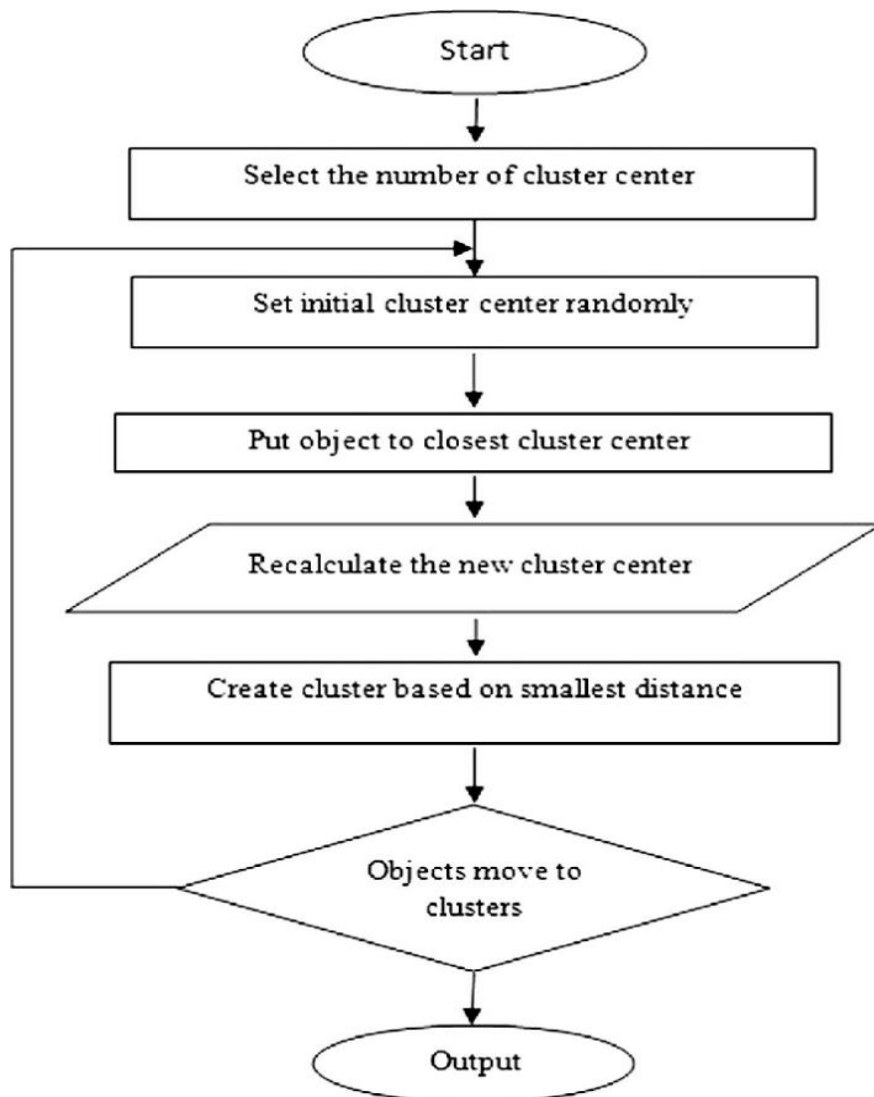 Start
Select the number of cluster center
Set initial cluster center randomly
Put object to closest cluster center
Recalculate the new cluster center
Create cluster based on smallest distance
Objects move to
clusters
Output